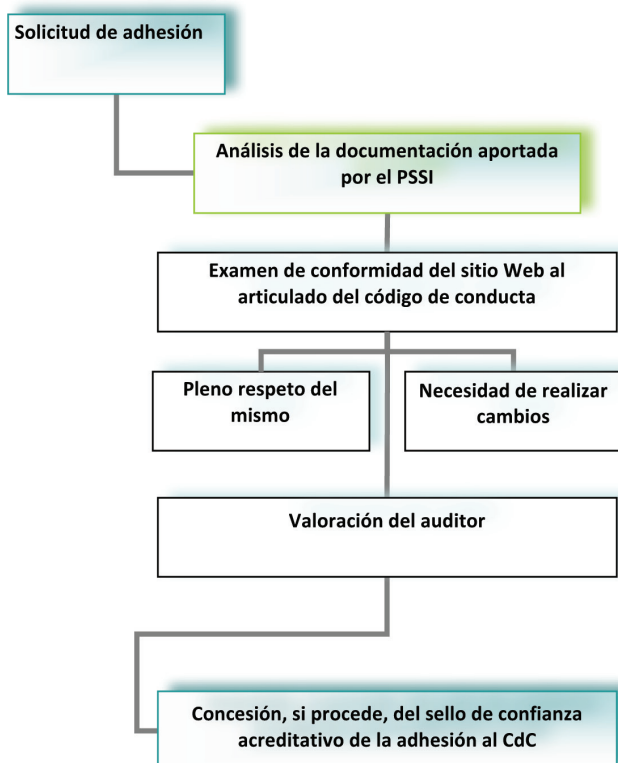 Solicitud de adhesión
Análisis de la documentación aportada
por el PSSI
Examen de conformidad del sitio Web al
articulado del código de conducta
Pleno respeto del
mismo
Necesidad de realizar
cambios
Valoración del auditor
Concesión, si procede, del sello de confianza
acreditativo de la adhesión al CdC